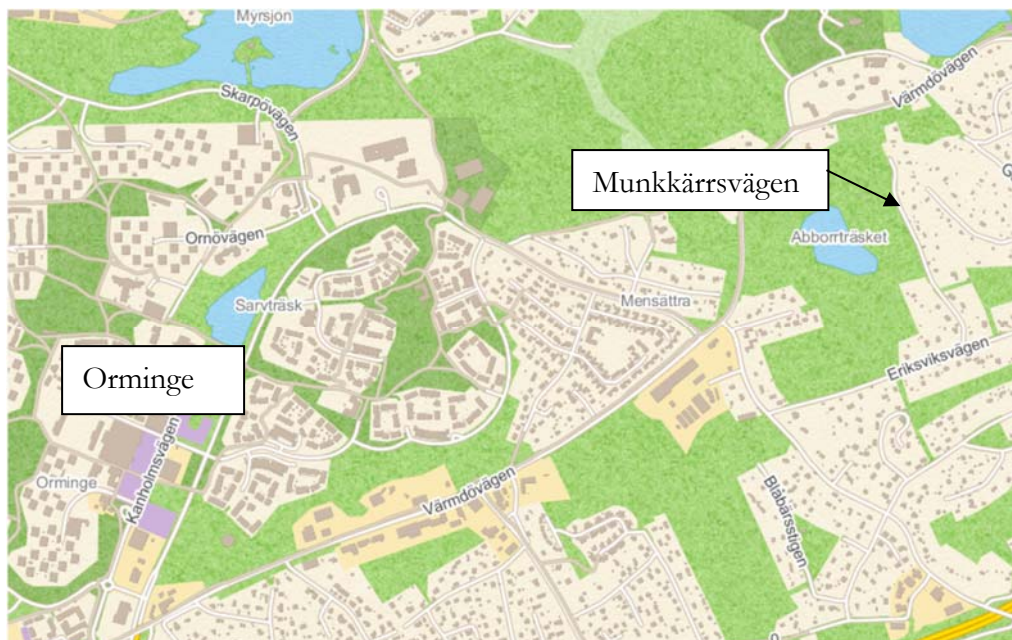 Myrsjön
Skarpövägen
Värmdövägen
Munkkärrsvägen
Ornövägen
Abborrträsket
Sarvträsk
Mensättra
Orminge
Eriksviksvägen
Kanholmsvägen
Orminge
Värmdövägen
Blåbärsstigen